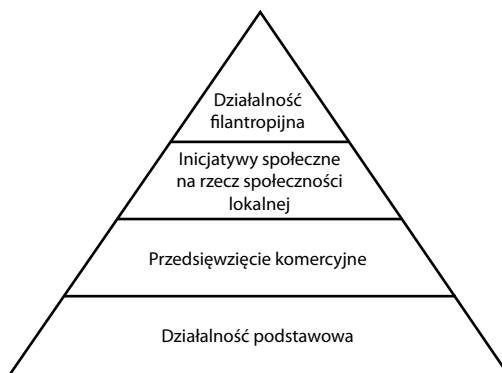 Działalność
filantropijna
Inicjatywy społeczne
na rzecz społeczności
lokalnej
Przedsięwzięcie komercyjne
Działalność podstawowa